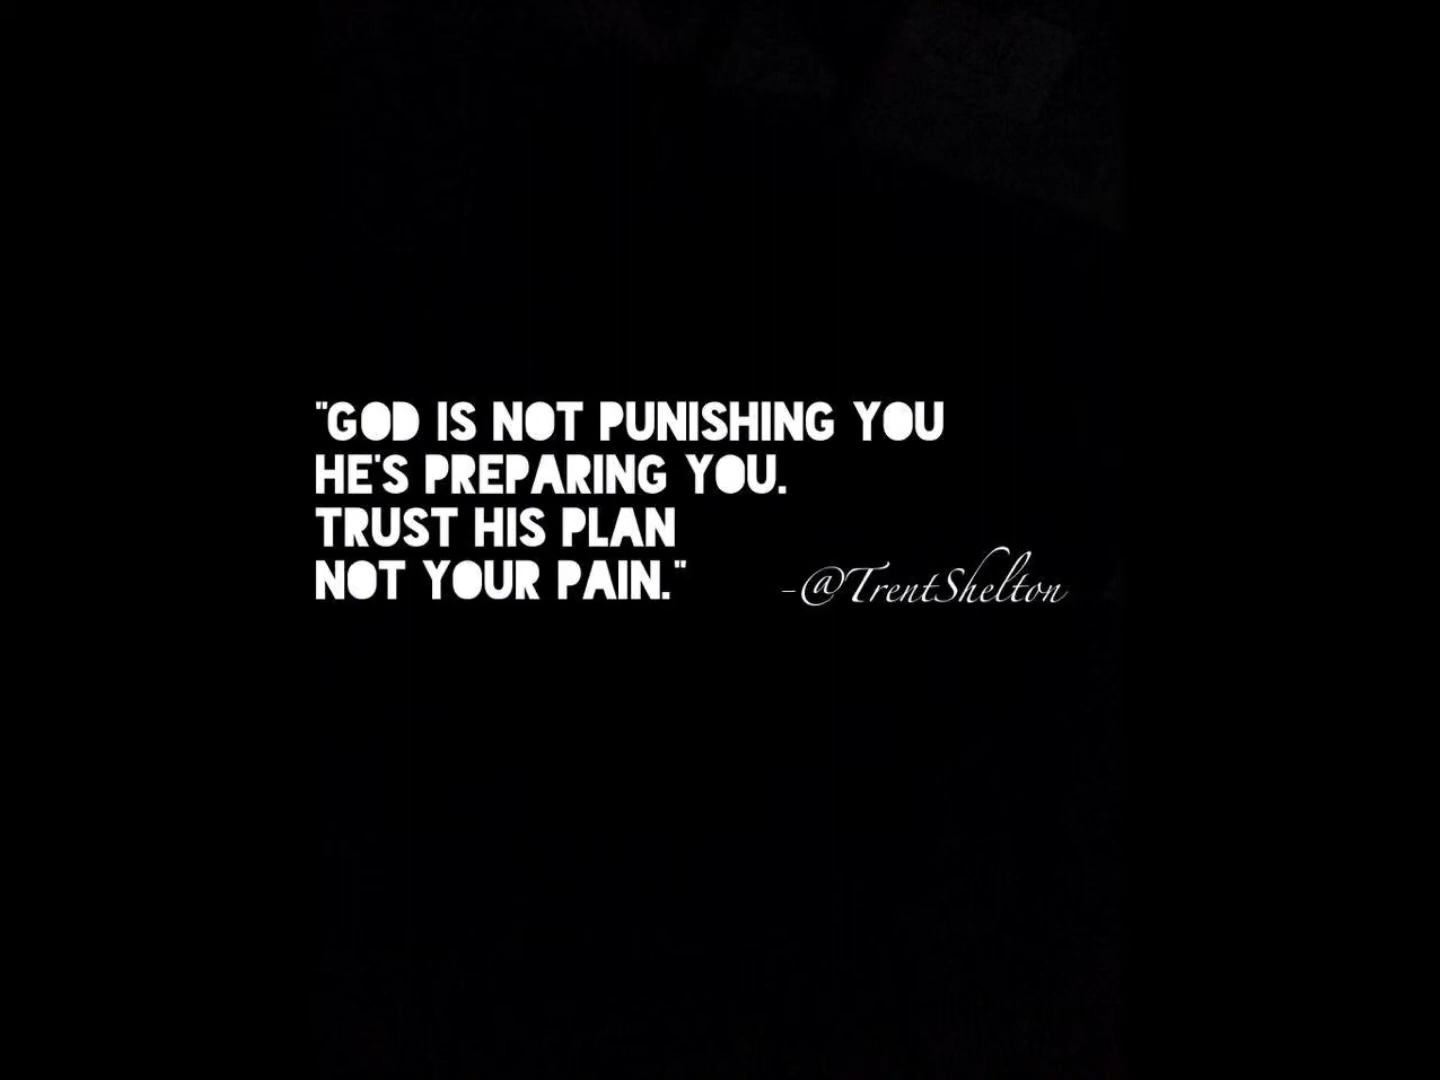 "GOD IS NOT PUNISHING YOU
HE'S PREPARING YOU.
TRUST HIS PLAN
NOT YOUR PAIN."
-@TrentShelton